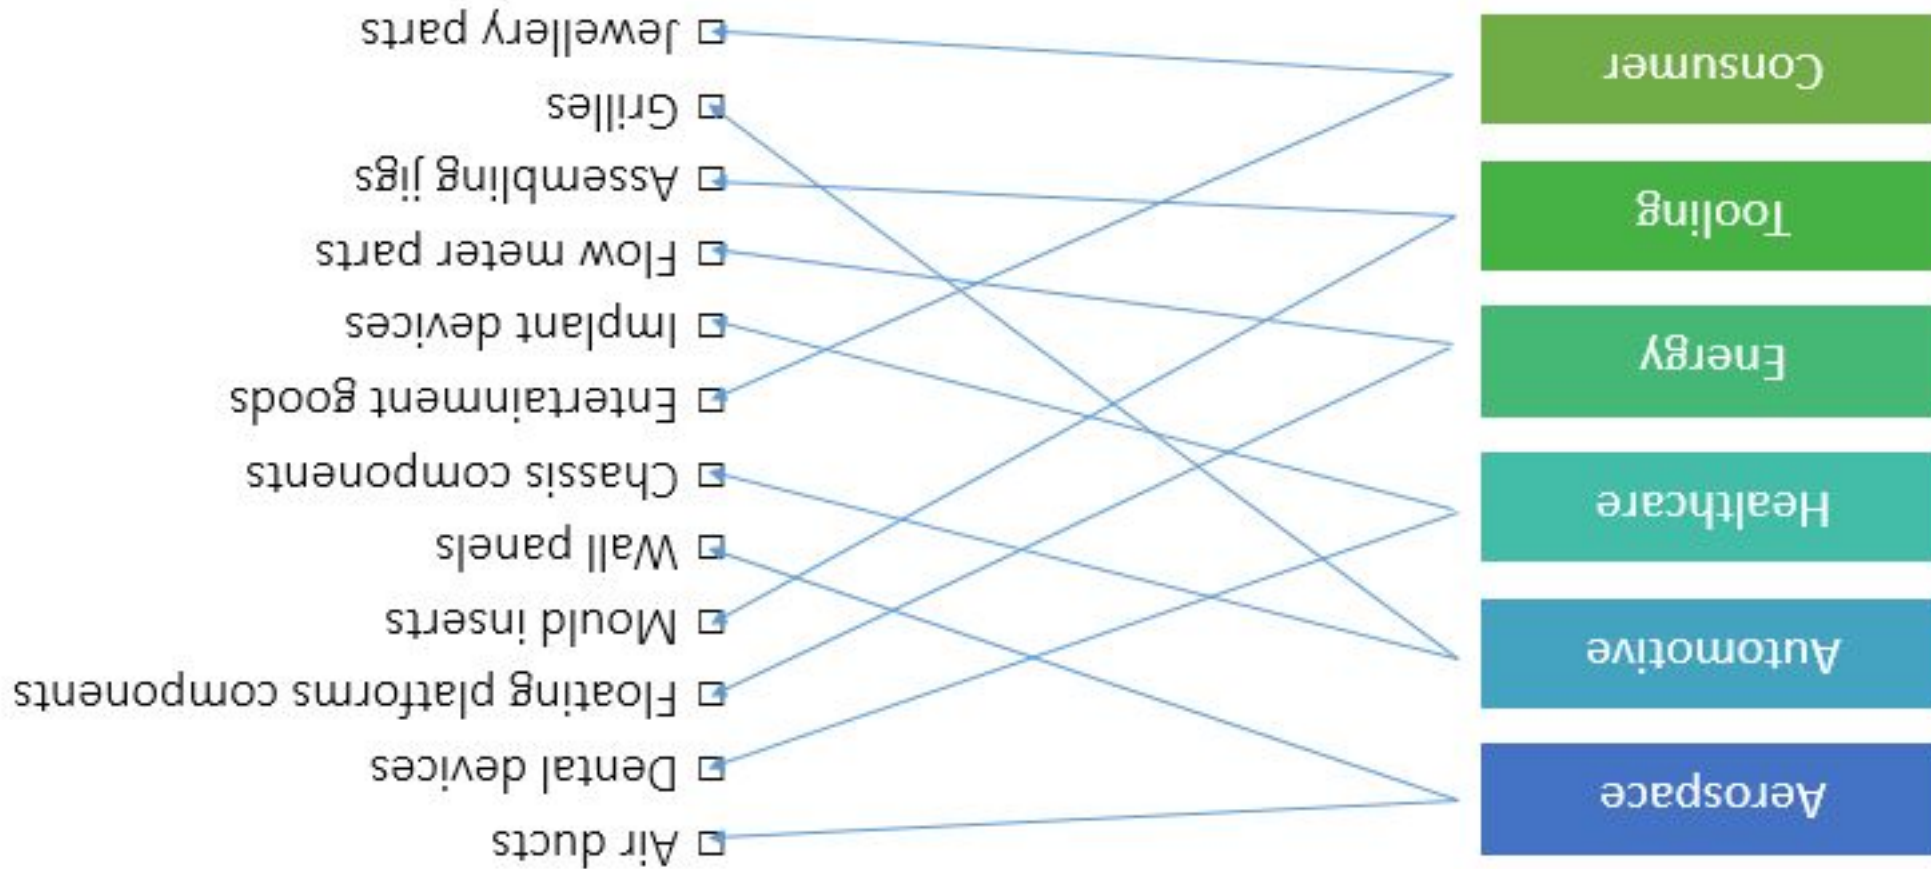 Aerospace
Automotive
Healthcare
Energy
Tooling
Consumer
Air ducts
Dental devices
Floating platforms components
Mould inserts
Wall panels
Chassis components
Entertainment goods
Implant devices
Flow meter parts
Assembling jigs
Grilles
Jewellery parts